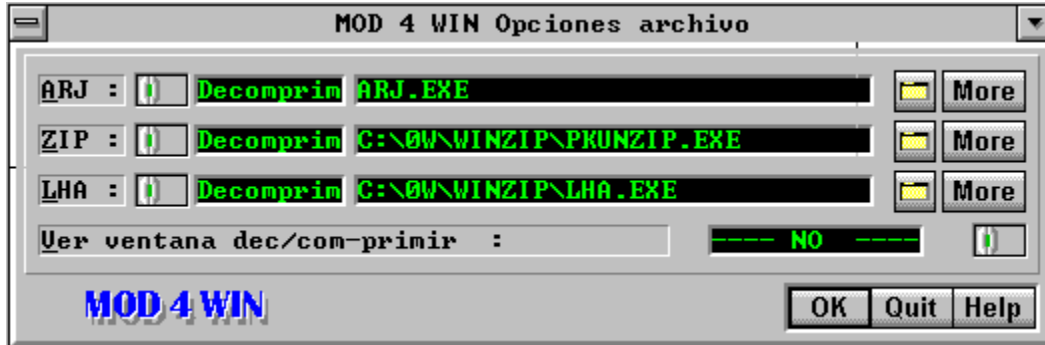 MOD 4 WIN Opciones archivo
ARJ : Decomprim ARJ.EXE More
ZIP : Decomprim C:\0W\WINZIP\PKUNZIP.EXE More
LHA : Decomprim C:\0W\WINZIP\LHA.EXE More
Ver ventana dec/com-primir : ---- NO ----
MOD 4 WIN OK Quit Help